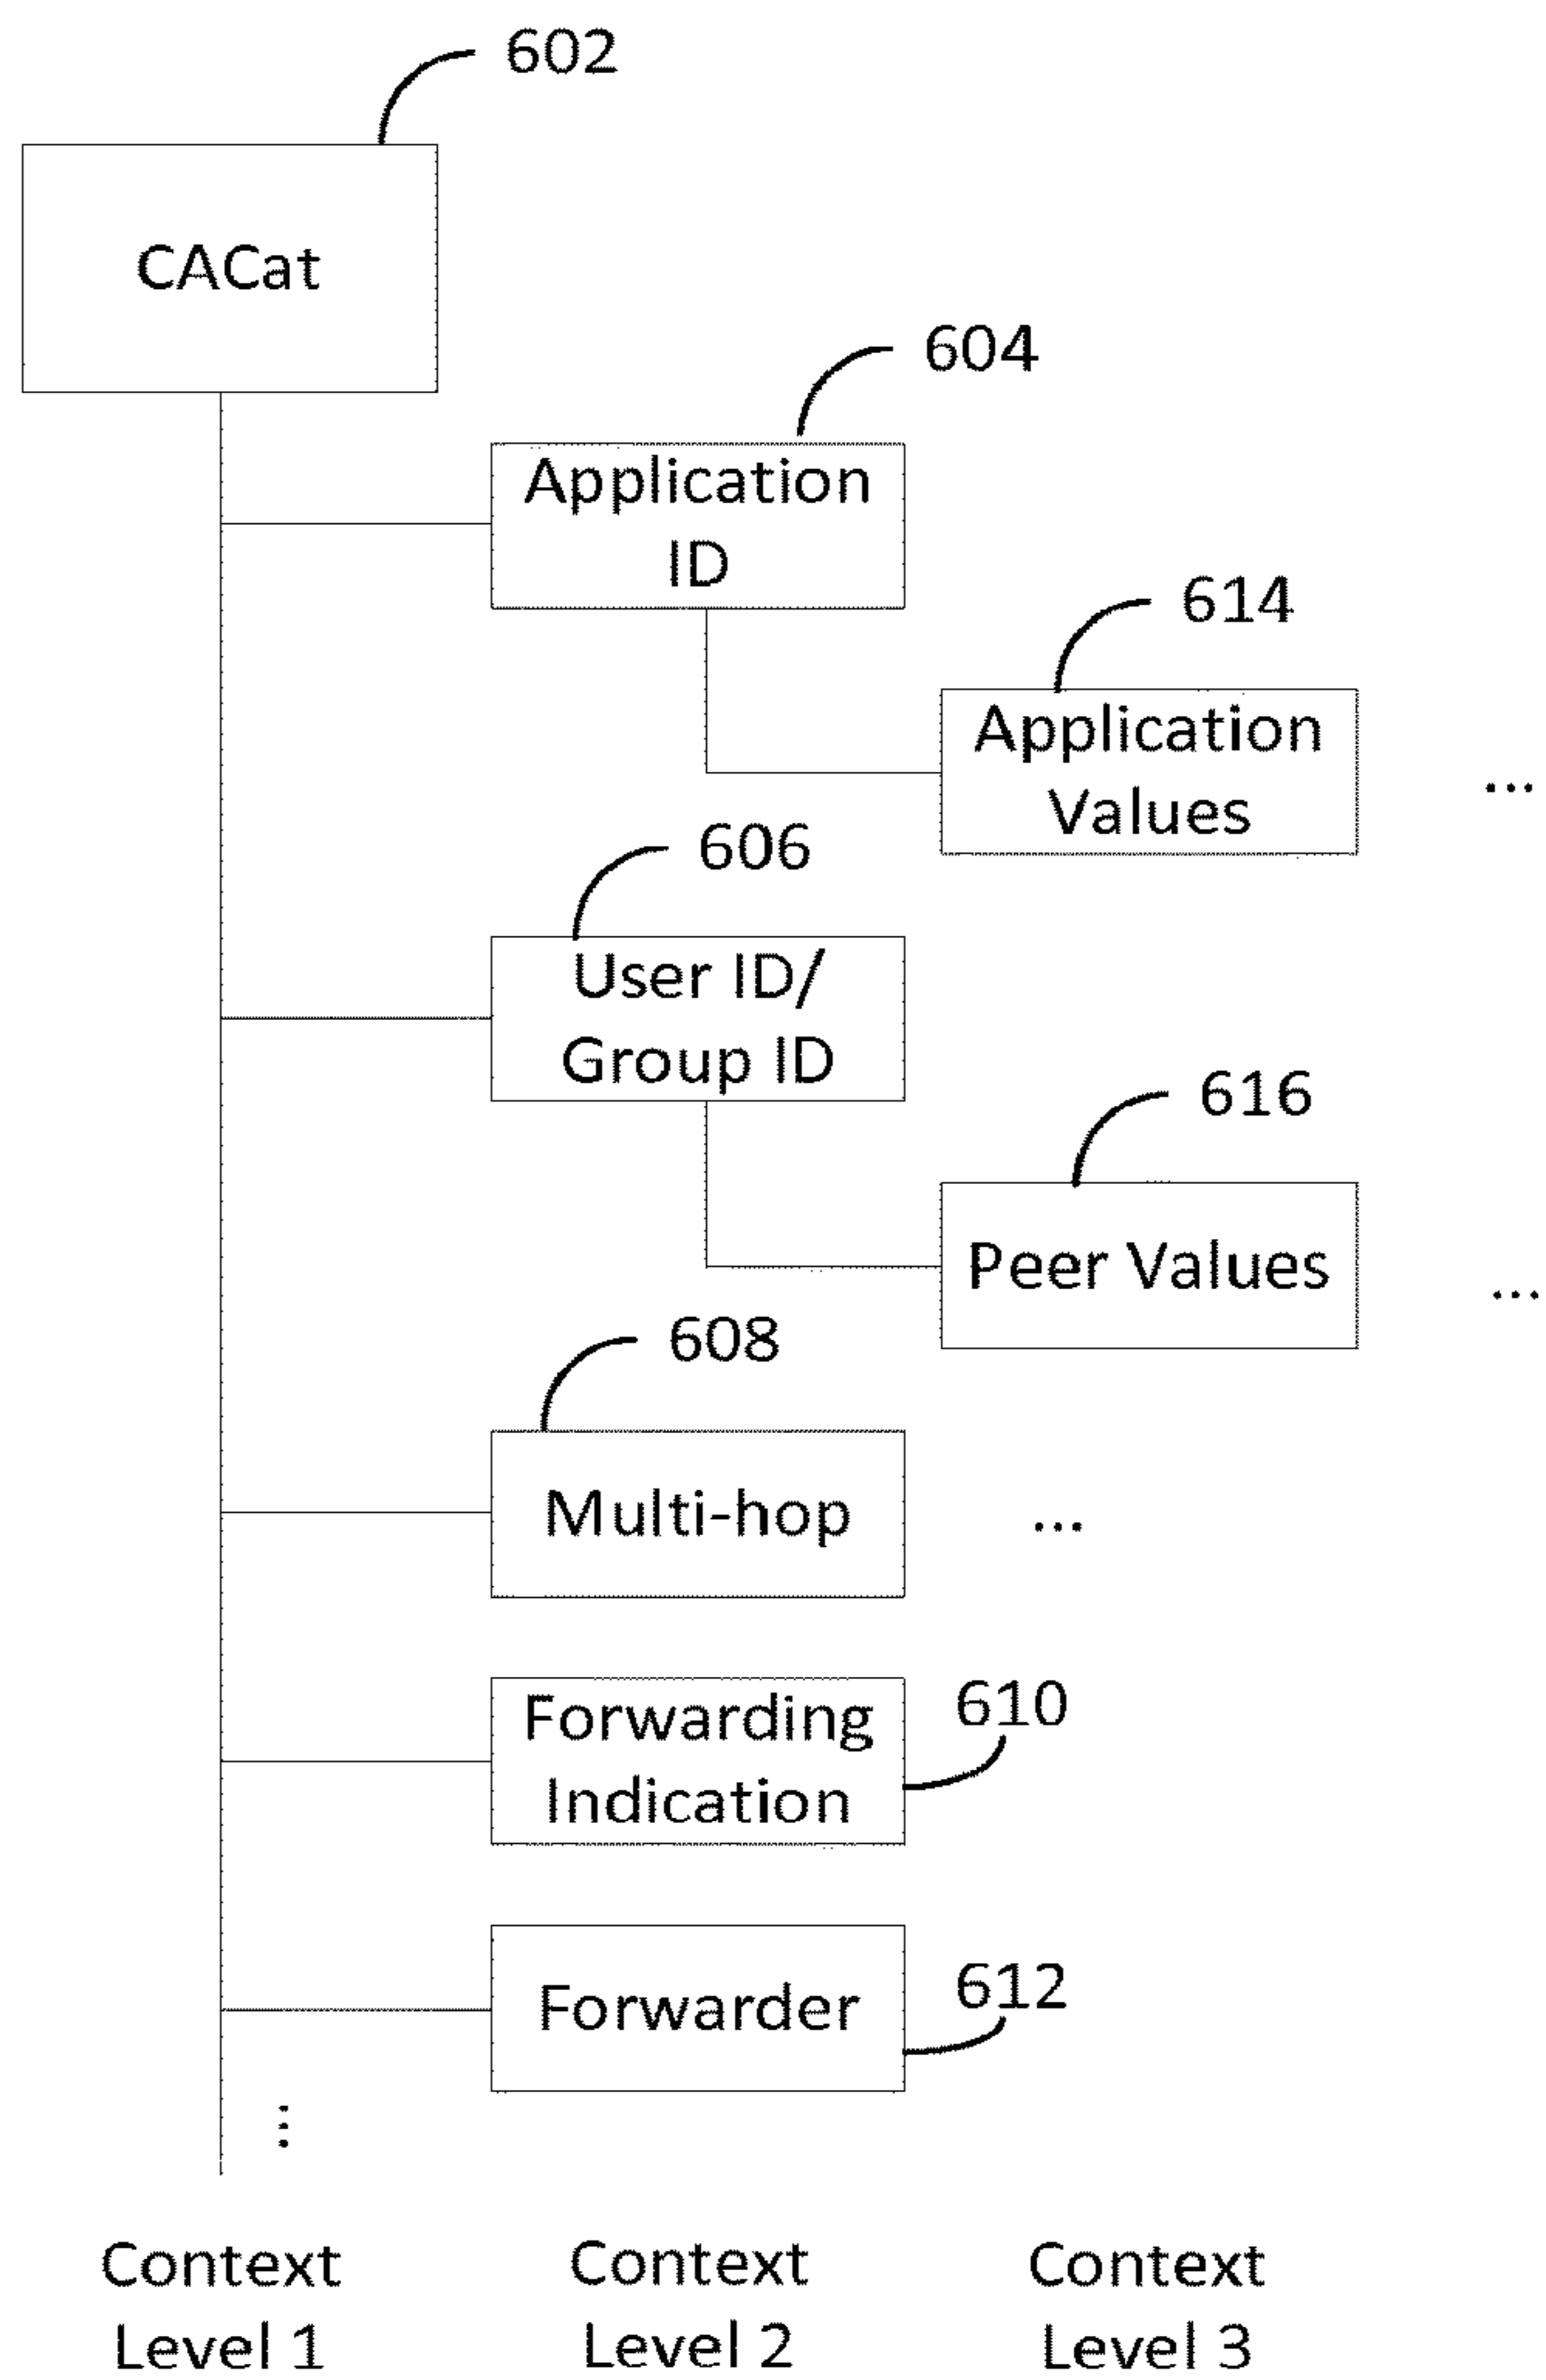 602
CACat
604
Application
ID
614
Application
Values
...
606
User ID/
Group ID
616
Peer Values
...
608
Multi-hop
...
Forwarding
Indication
610
Forwarder
612
...
Context
Level 1
Context
Level 2
Context
Level 3